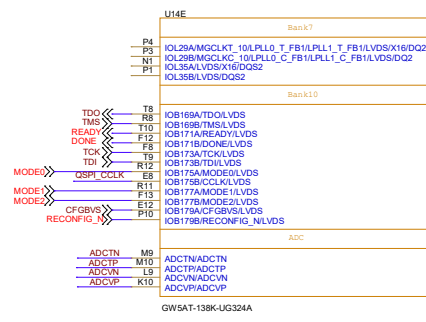 U14E
Bank7
P4 IOL29A/MGCLKT_10/LPLL0_T_FB1/LPLL1_T_FB1/LVDS/X16/DQ2
P3 IOL29B/MGCLKC_10/LPLL0_C_FB1/LPLL1_C_FB1/LVDS/DQ2
N1 IOL35A/LVDS/X16/DQS2
P1 IOL35B/LVDS/DQS2
Bank10
TDO T8 IOB169A/TDO/LVDS
TMS R8 IOB169B/TMS/LVDS
READY T10 IOB171A/READY/LVDS
DONE F12 IOB171B/DONE/LVDS
TCK F8 IOB173A/TCK/LVDS
TDI T9 IOB173B/TDI/LVDS
MODE0 R12 IOB175A/MODE0/LVDS
QSPI_CCLK E8 IOB175B/CCLK/LVDS
MODE1 R11 IOB177A/MODE1/LVDS
MODE2 F13 IOB177B/MODE2/LVDS
CFGBVS E12 IOB179A/CFGBVS/LVDS
RECONFIG_N P10 IOB179B/RECONFIG_N/LVDS
ADC
ADCTN M9 ADCTN/ADCTN
ADCTP M10 ADCTP/ADCTP
ADCVN L9 ADCVN/ADCVN
ADCVP K10 ADCVP/ADCVP
GW5AT-138K-UG324A